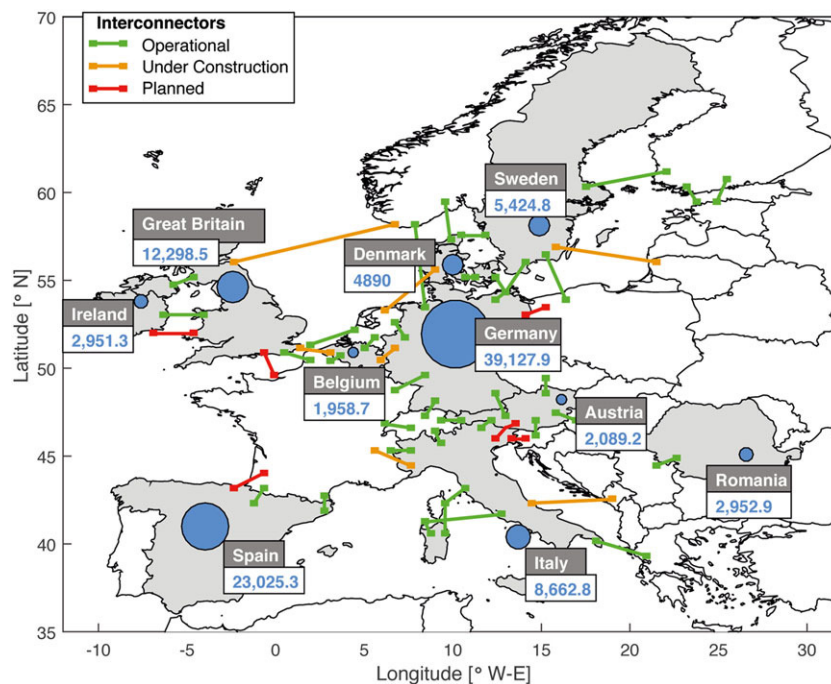 Interconnectors
Operational
Under Construction
Planned
Sweden
5,424.8
Great Britain
12,298.5
Denmark
4890
Ireland
2,951.3
Germany
39,127.9
Belgium
1,958.7
Austria
2,089.2
Romania
2,952.9
Spain
23,025.3
Italy
8,662.8
Latitude [° N]
70
65
60
55
50
45
40
35
-10 -5 0 5 10 15 20 25 30
Longitude [° W-E]